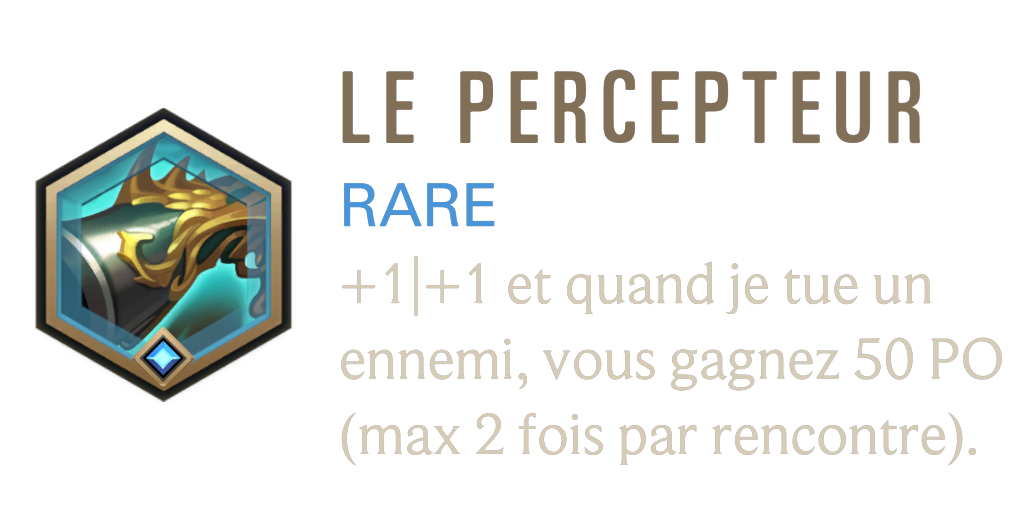 LE PERCEPTEUR
RARE
+1|+1 et quand je tue un
ennemi, vous gagnez 50 PO
(max 2 fois par rencontre).